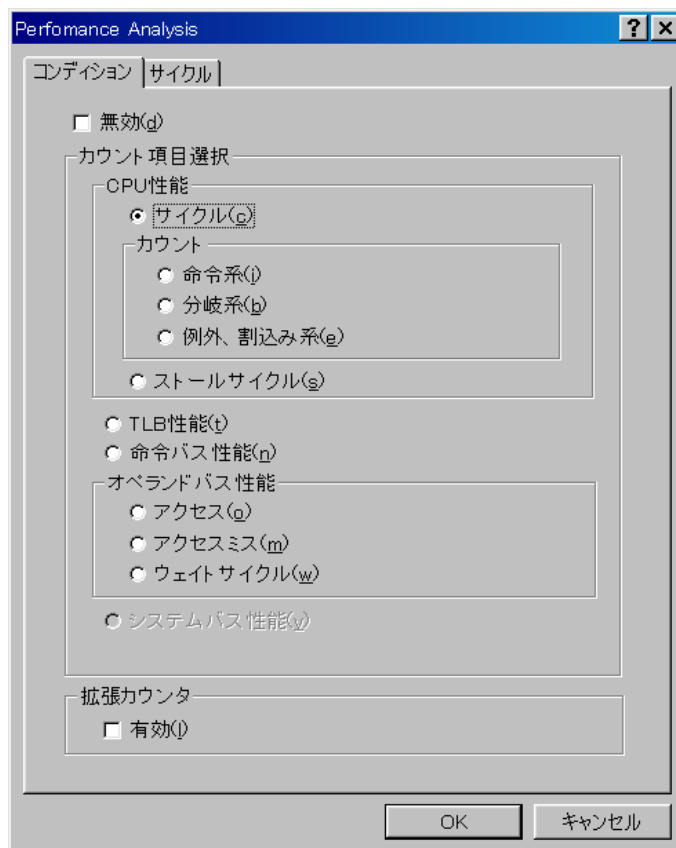 Perfomance Analysis
コンディション サイクル
無効(d)
カウント項目選択
CPU性能
サイクル(c)
カウント
命令系(i)
分岐系(b)
例外、割込み系(e)
ストールサイクル(s)
TLB性能(t)
命令バス性能(n)
オペランドバス性能
アクセス(o)
アクセスミス(m)
ウェイトサイクル(w)
システムバス性能(y)
拡張カウンタ
有効(l)
OK キャンセル